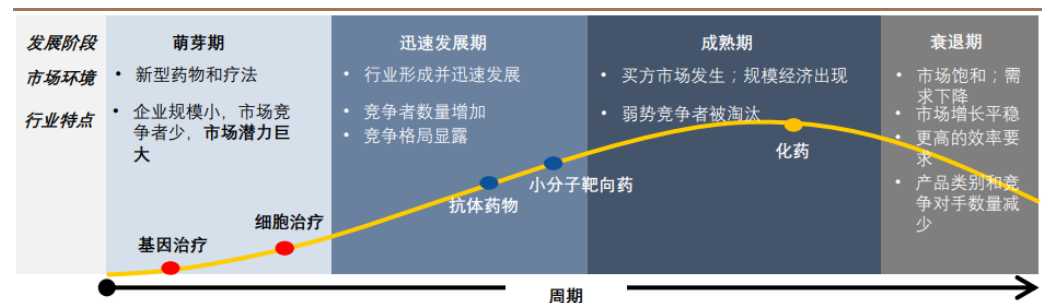 发展阶段
市场环境
行业特点
萌芽期
• 新型药物和疗法
• 企业规模小，市场竞
争者少，市场潜力巨
大
迅速发展期
• 行业形成并迅速发展
• 竞争者数量增加
• 竞争格局显露
成熟期
• 买方市场发生；规模经济出现
• 弱势竞争者被淘汰
衰退期
• 市场饱和；需
求下降
• 市场增长平稳
• 更高的效率要
求
• 产品类别和竞
争对手数量减
少
基因治疗
细胞治疗
抗体药物
小分子靶向药
化药
周期